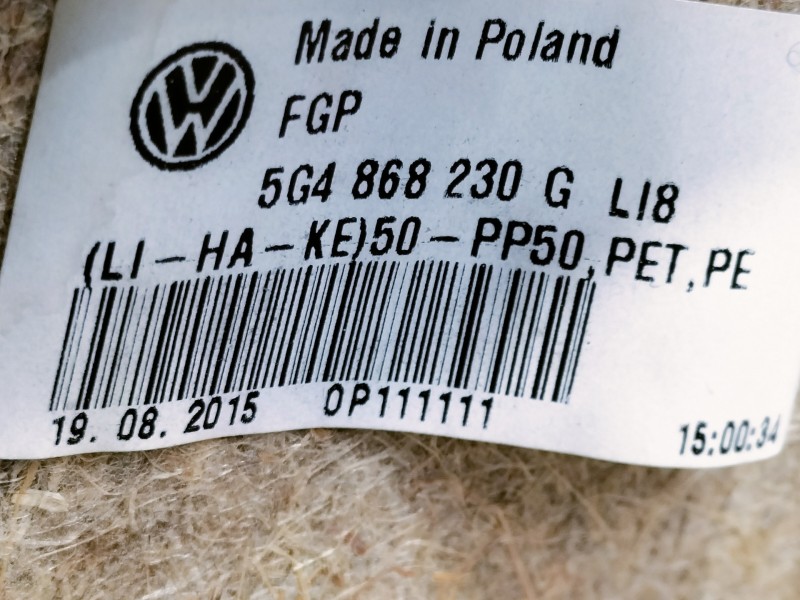 Made in Poland
FGP
5G4 868 230 G LI8
(LI-HA-KE)50-PP50,PET,PE
19. 08. 2015 OP111111 15:00:34